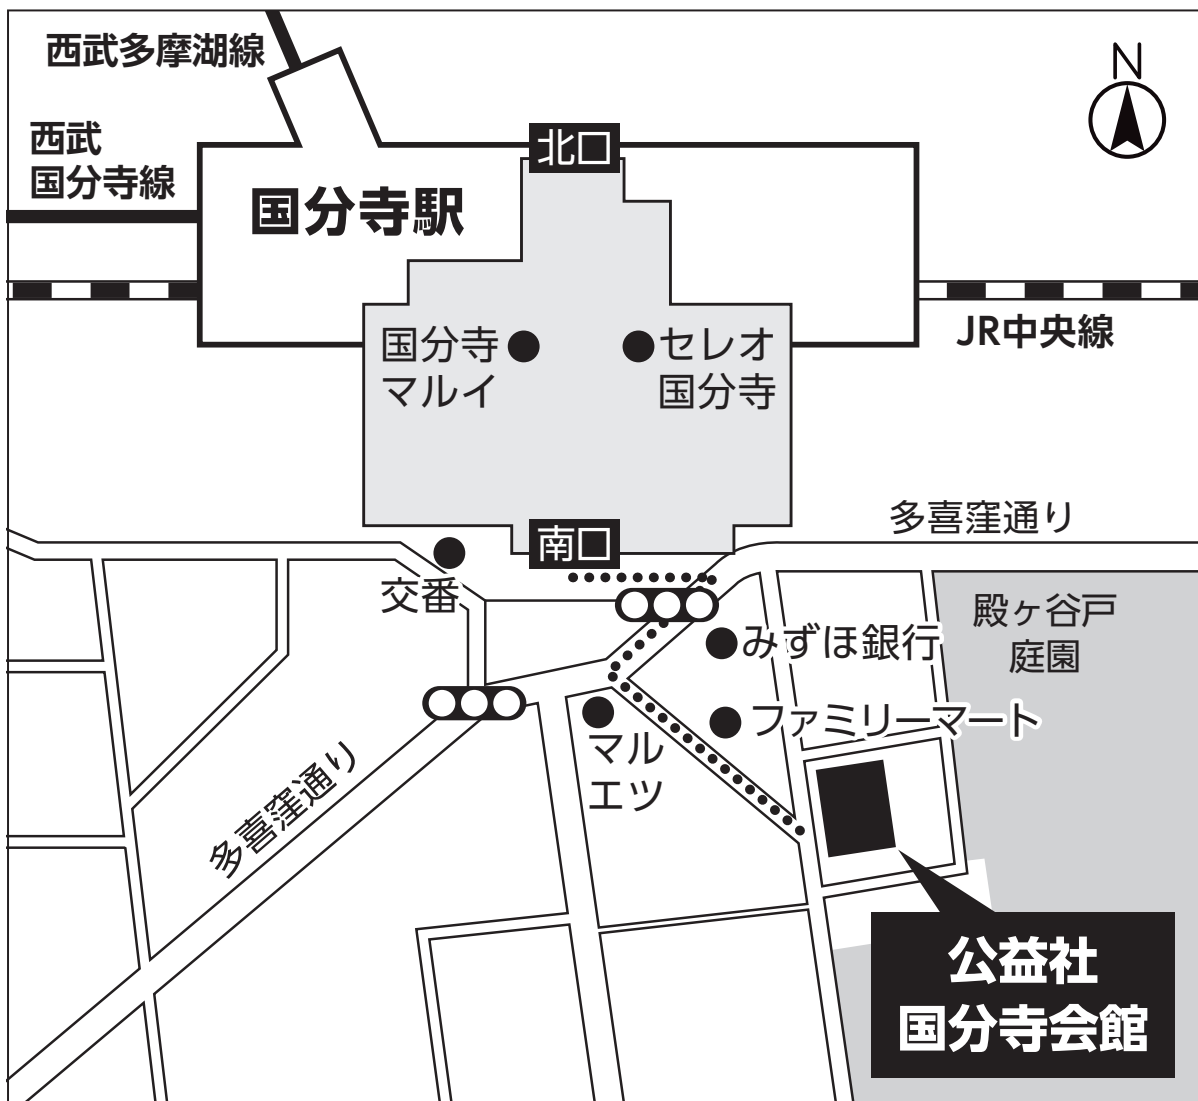 西武多摩湖線
N
西武
国分寺線
北口
国分寺駅
JR中央線
国分寺
マルイ
セレオ
国分寺
多喜窪通り
南口
交番
殿ヶ谷戸
庭園
みずほ銀行
ファミリーマート
マル
エツ
多喜窪通り
公益社
国分寺会館